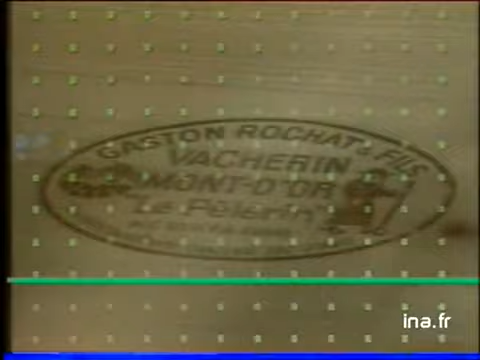 GASTON ROCHAT & FILS
VACHERIN
MONT-D'OR
"Le Pèlerin"
ina.fr